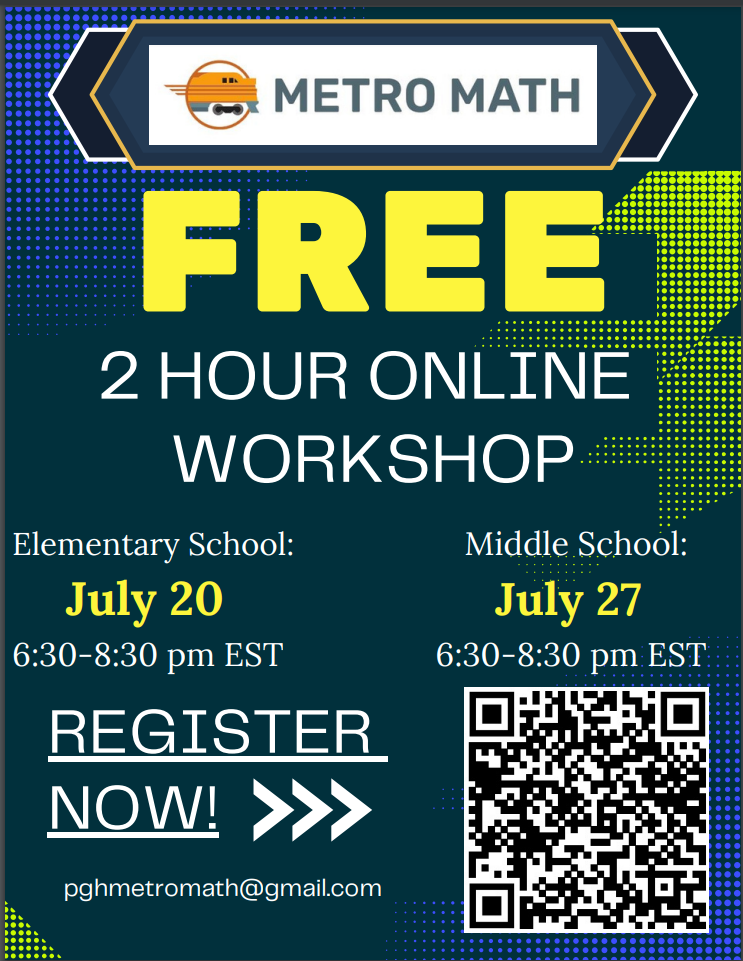 METRO MATH
FREE
2 HOUR ONLINE
WORKSHOP
Elementary School:
July 20
6:30-8:30 pm EST
Middle School:
July 27
6:30-8:30 pm EST
REGISTER
NOW!
pghmetromath@gmail.com